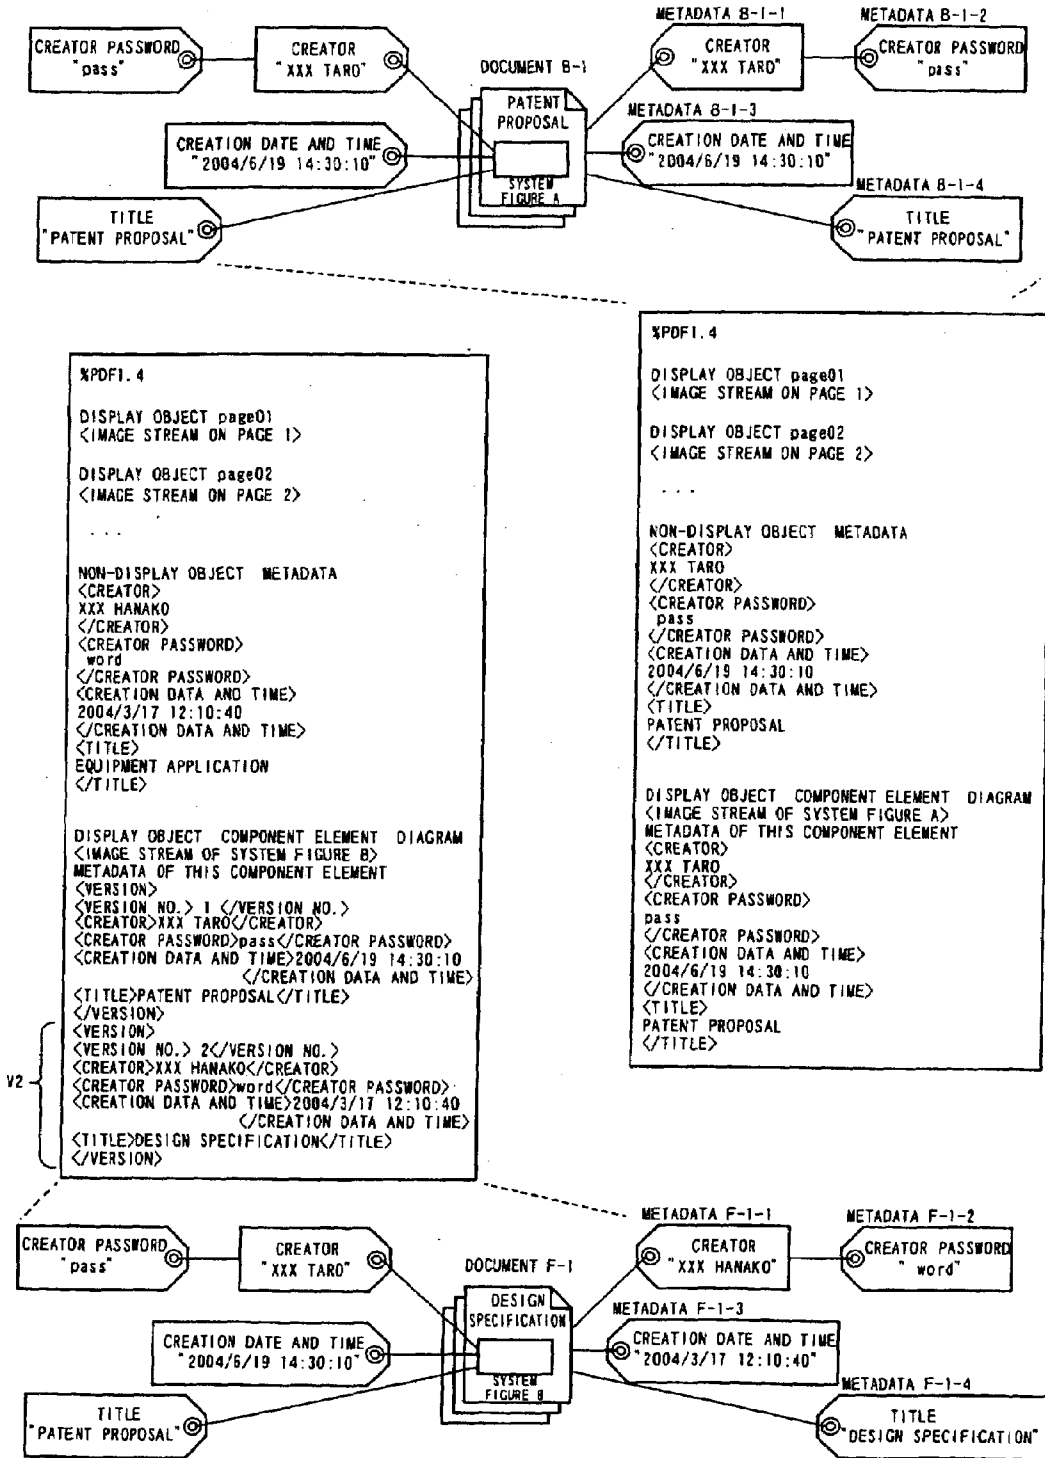 METADATA B-1-1
METADATA B-1-2
CREATOR PASSWORD
"pass"
CREATOR
"XXX TARO"
DOCUMENT B-1
CREATOR
"XXX TARO"
CREATOR PASSWORD
"pass"
PATENT
PROPOSAL
METADATA B-1-3
CREATION DATE AND TIME
"2004/6/19 14:30:10"
CREATION DATE AND TIME
"2004/6/19 14:30:10"
SYSTEM
FIGURE A
METADATA B-1-4
TITLE
"PATENT PROPOSAL"
TITLE
"PATENT PROPOSAL"
%PDF1.4
DISPLAY OBJECT page01
<IMAGE STREAM ON PAGE 1>
DISPLAY OBJECT page02
<IMAGE STREAM ON PAGE 2>
...
NON-DISPLAY OBJECT METADATA
<CREATOR>
XXX HANAKO
</CREATOR>
<CREATOR PASSWORD>
word
</CREATOR PASSWORD>
<CREATION DATA AND TIME>
2004/3/17 12:10:40
</CREATION DATA AND TIME>
<TITLE>
EQUIPMENT APPLICATION
</TITLE>
DISPLAY OBJECT COMPONENT ELEMENT DIAGRAM
<IMAGE STREAM OF SYSTEM FIGURE B>
METADATA OF THIS COMPONENT ELEMENT
<VERSION>
<VERSION NO.> 1 </VERSION NO.>
<CREATOR>XXX TARO</CREATOR>
<CREATOR PASSWORD>pass</CREATOR PASSWORD>
<CREATION DATA AND TIME>2004/6/19 14:30:10
</CREATION DATA AND TIME>
<TITLE>PATENT PROPOSAL</TITLE>
</VERSION>
<VERSION>
<VERSION NO.> 2</VERSION NO.>
<CREATOR>XXX HANAKO</CREATOR>
<CREATOR PASSWORD>word</CREATOR PASSWORD>
<CREATION DATA AND TIME>2004/3/17 12:10:40
</CREATION DATA AND TIME>
<TITLE>DESIGN SPECIFICATION</TITLE>
</VERSION>
V2
%PDF1.4
DISPLAY OBJECT page01
<IMAGE STREAM ON PAGE 1>
DISPLAY OBJECT page02
<IMAGE STREAM ON PAGE 2>
...
NON-DISPLAY OBJECT METADATA
<CREATOR>
XXX TARO
</CREATOR>
<CREATOR PASSWORD>
pass
</CREATOR PASSWORD>
<CREATION DATA AND TIME>
2004/6/19 14:30:10
</CREATION DATA AND TIME>
<TITLE>
PATENT PROPOSAL
</TITLE>
DISPLAY OBJECT COMPONENT ELEMENT DIAGRAM
<IMAGE STREAM OF SYSTEM FIGURE A>
METADATA OF THIS COMPONENT ELEMENT
<CREATOR>
XXX TARO
</CREATOR>
<CREATOR PASSWORD>
pass
</CREATOR PASSWORD>
<CREATION DATA AND TIME>
2004/6/19 14:30:10
</CREATION DATA AND TIME>
<TITLE>
PATENT PROPOSAL
</TITLE>
METADATA F-1-1
METADATA F-1-2
CREATOR PASSWORD
"pass"
CREATOR
"XXX TARO"
DOCUMENT F-1
CREATOR
"XXX HANAKO"
CREATOR PASSWORD
" word"
DESIGN
SPECIFICATION
METADATA F-1-3
CREATION DATE AND TIME
"2004/6/19 14:30:10"
CREATION DATE AND TIME
"2004/3/17 12:10:40"
SYSTEM
FIGURE B
METADATA F-1-4
TITLE
"PATENT PROPOSAL"
TITLE
"DESIGN SPECIFICATION"